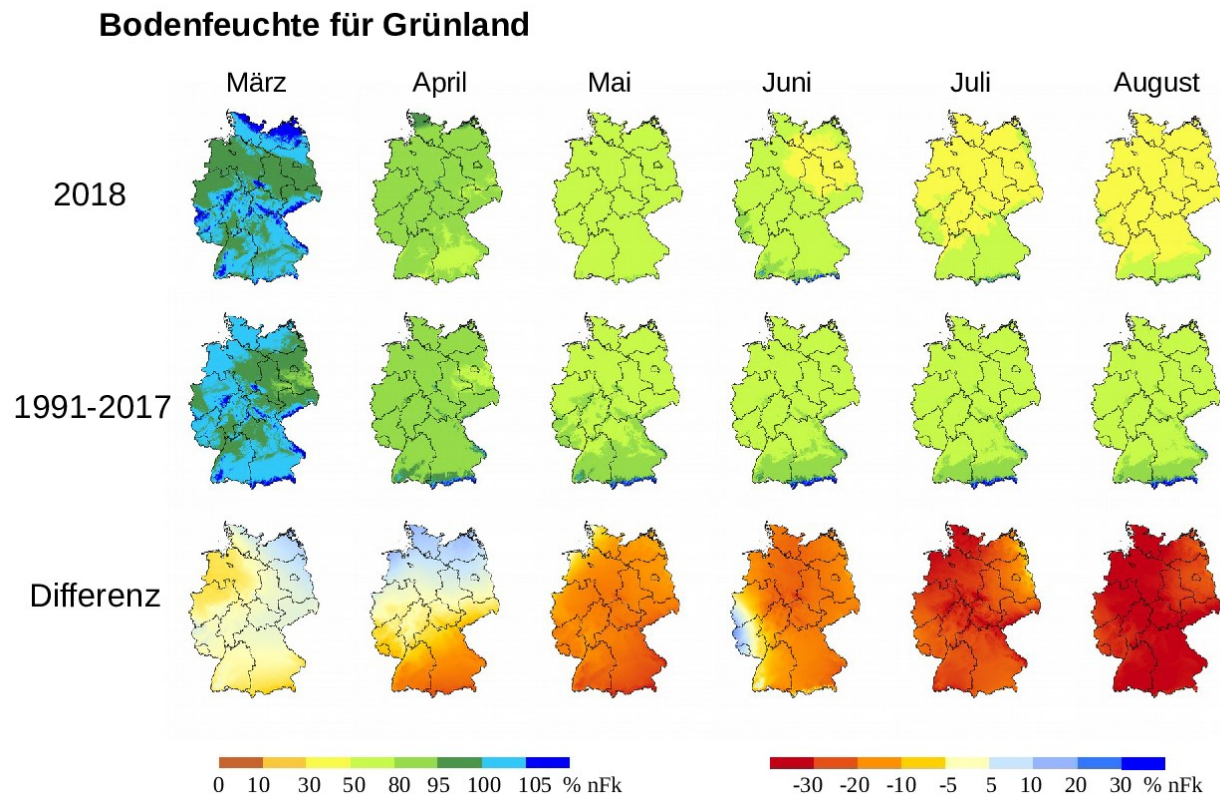 Bodenfeuchte für Grünland
März April Mai Juni Juli August
2018
1991-2017
Differenz
0 10 30 50 80 95 100 105 % nFk
-30 -20 -10 -5 5 10 20 30 % nFk